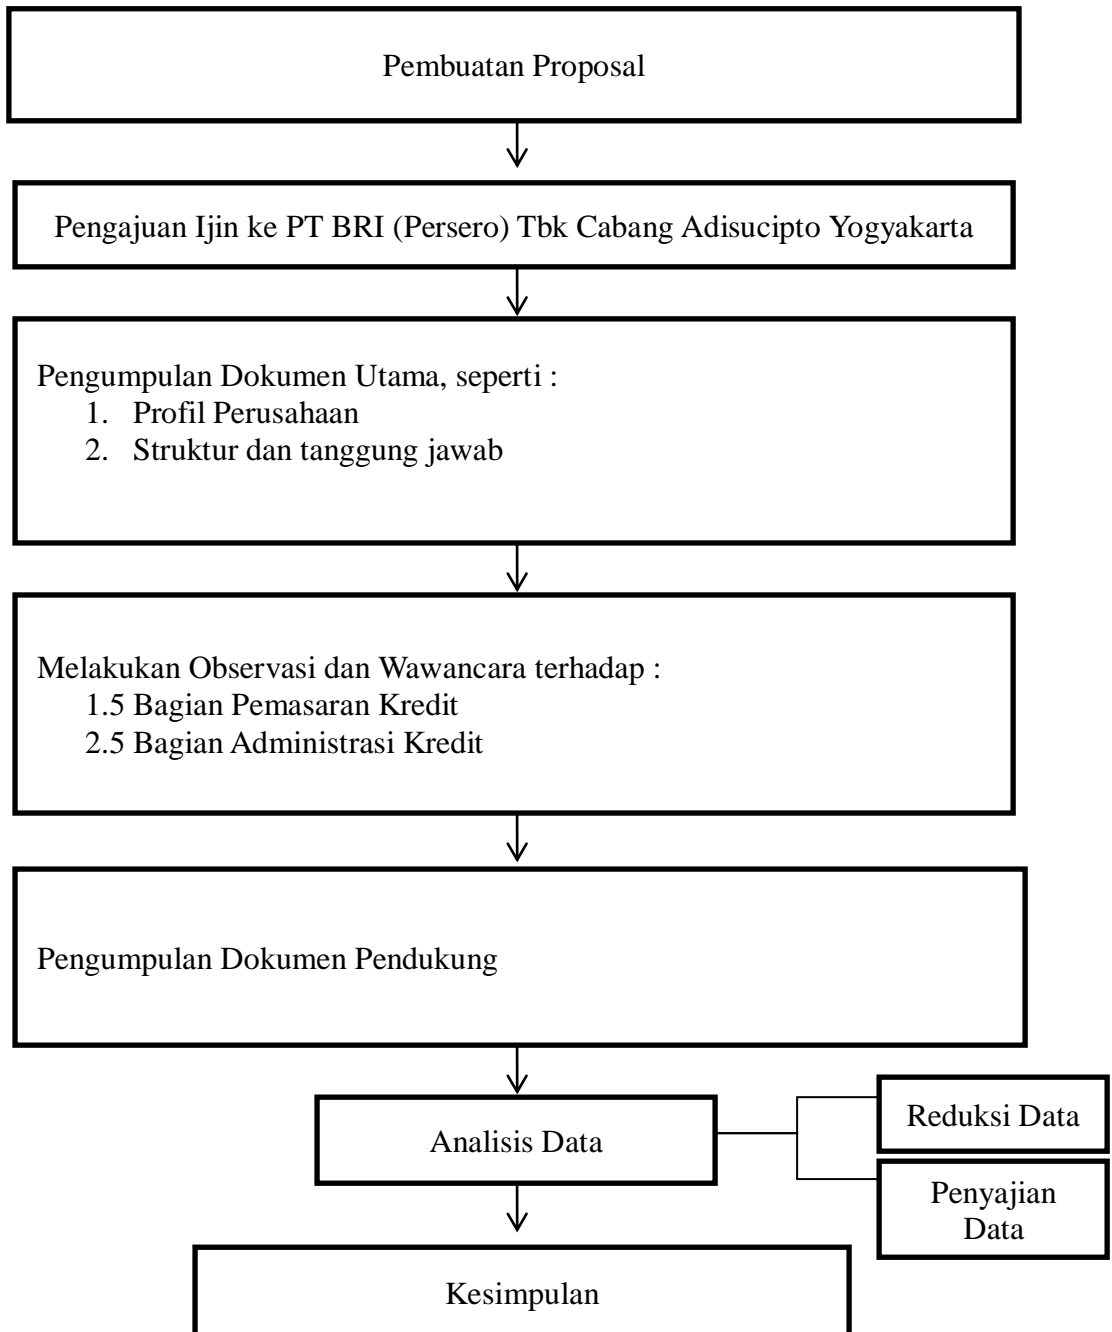 Pembuatan Proposal
Pengajuan Ijin ke PT BRI (Persero) Tbk Cabang Adisucipto Yogyakarta
Pengumpulan Dokumen Utama, seperti :
1. Profil Perusahaan
2. Struktur dan tanggung jawab
Melakukan Observasi dan Wawancara terhadap :
1.5 Bagian Pemasaran Kredit
2.5 Bagian Administrasi Kredit
Pengumpulan Dokumen Pendukung
Analisis Data
Reduksi Data
Penyajian
Data
Kesimpulan